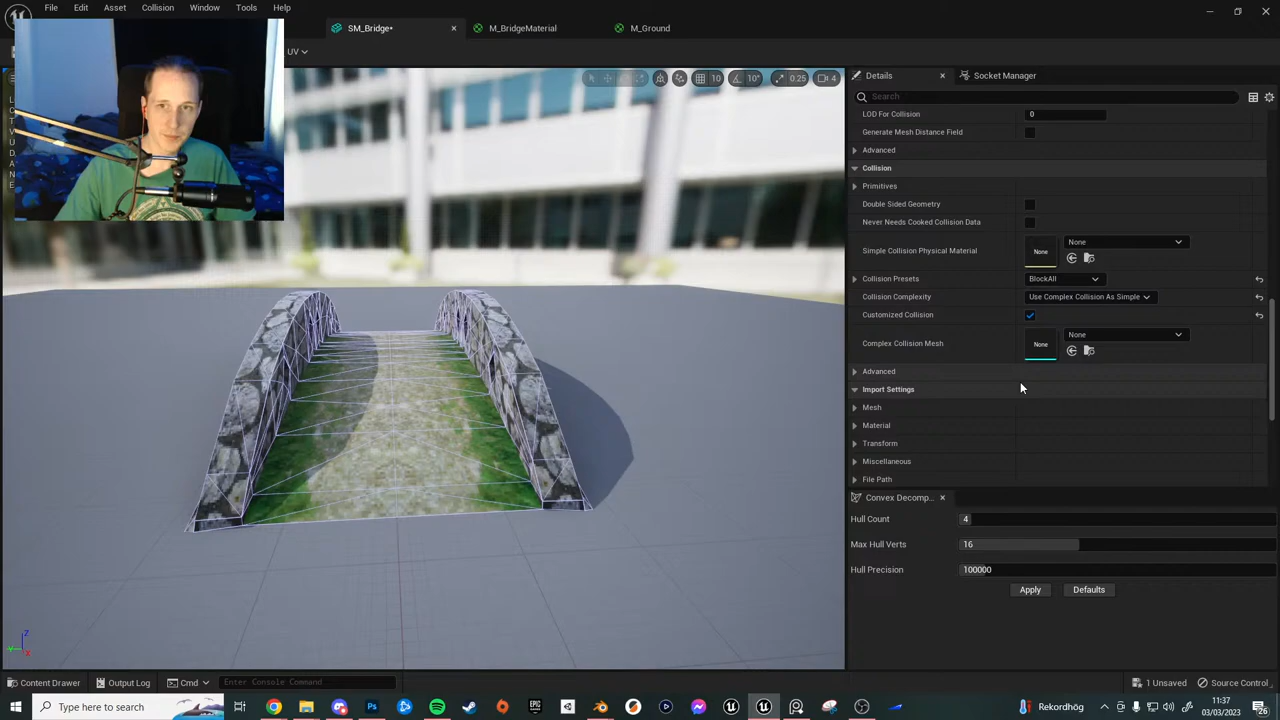 File Edit Asset Collision Window Tools Help
SM_Bridge*
M_BridgeMaterial
M_Ground
UV
10
10°
0.25
4
L
O
T
V
U
D
A
N
E
Details
Socket Manager
Search
LOD For Collision
0
Generate Mesh Distance Field
Advanced
Collision
Primitives
Double Sided Geometry
Never Needs Cooked Collision Data
Simple Collision Physical Material
None
None
Collision Presets
BlockAll
Collision Complexity
Use Complex Collision As Simple
Customized Collision
Complex Collision Mesh
None
None
Advanced
Import Settings
Mesh
Material
Transform
Miscellaneous
File Path
Convex Decomp...
Hull Count
4
Max Hull Verts
16
Hull Precision
100000
Apply
Defaults
Z
X
Content Drawer
Output Log
Cmd
Enter Console Command
1 Unsaved
Source Control
Type here to search
EPIC
Rekordhös
11:37
03/03/2023
26